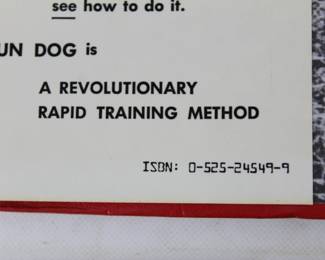 see how to do it.
UN DOG is
A REVOLUTIONARY
RAPID TRAINING METHOD
ISBN: 0-525-24549-9